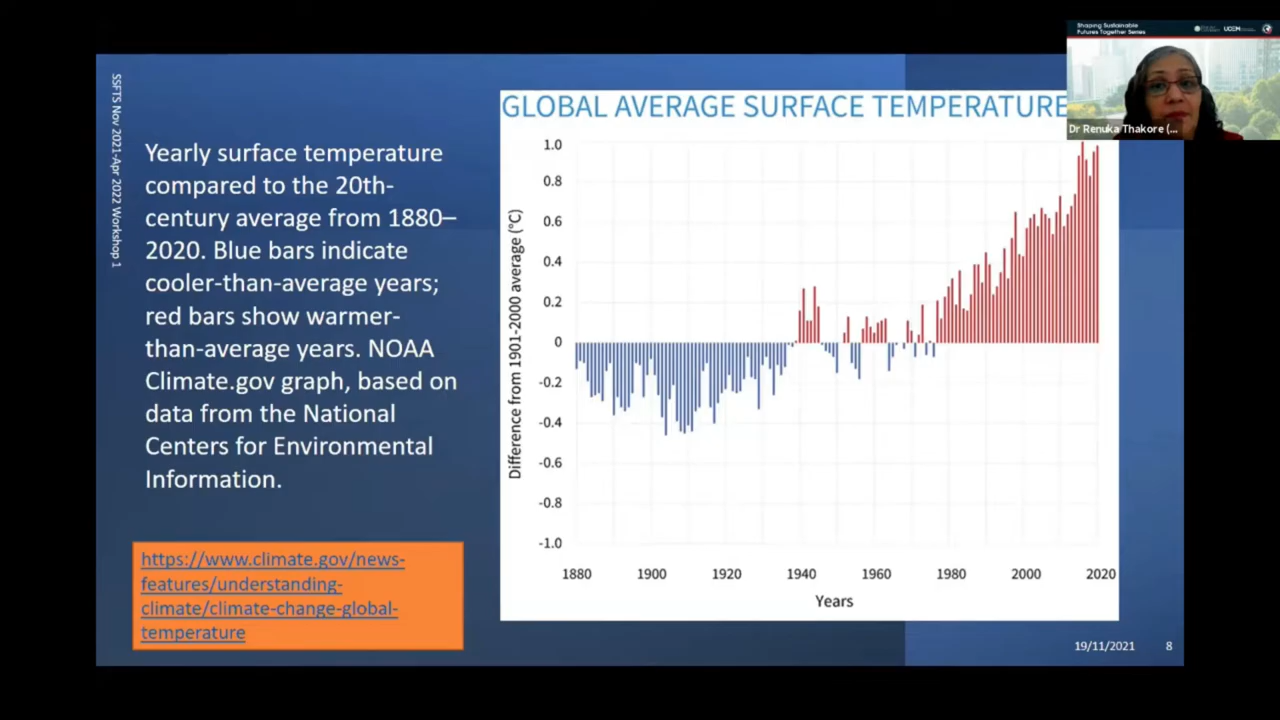 Shaping Sustainable
Futures Together Series
UCEM
Dr Renuka Thakore (...
SSFTS Nov 2021-Apr 2022 Workshop 1
Yearly surface temperature
compared to the 20th-
century average from 1880–
2020. Blue bars indicate
cooler-than-average years;
red bars show warmer-
than-average years. NOAA
Climate.gov graph, based on
data from the National
Centers for Environmental
Information.
https://www.climate.gov/news-
features/understanding-
climate/climate-change-global-
temperature
GLOBAL AVERAGE SURFACE TEMPERATURE
Difference from 1901-2000 average (°C)
1.0
0.8
0.6
0.4
0.2
0
-0.2
-0.4
-0.6
-0.8
-1.0
1880 1900 1920 1940 1960 1980 2000 2020
Years
19/11/2021 8